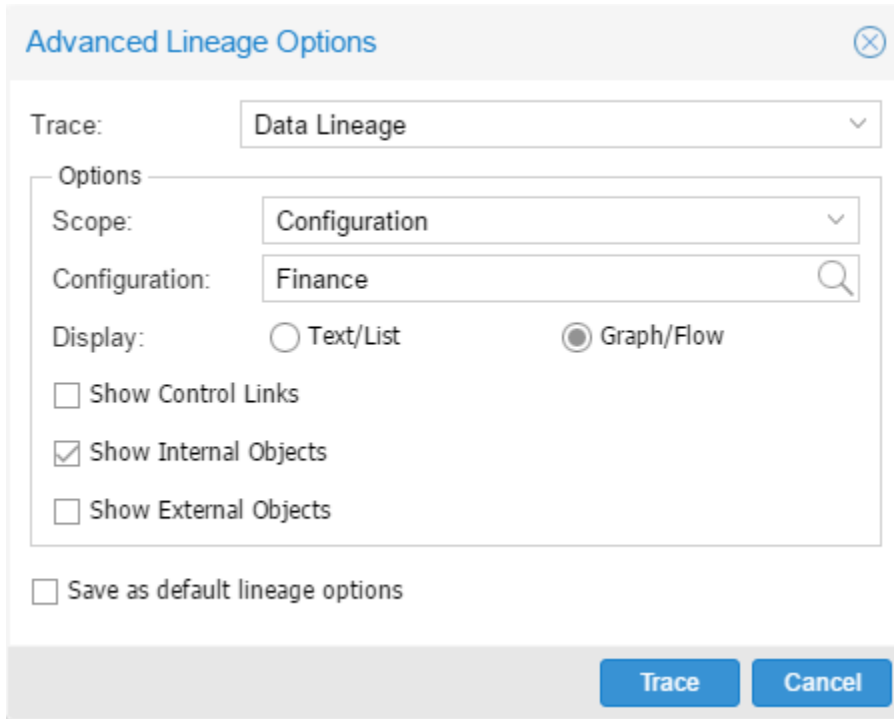 Advanced Lineage Options
Trace: Data Lineage
Options
Scope: Configuration
Configuration: Finance
Display: Text/List Graph/Flow
Show Control Links
Show Internal Objects
Show External Objects
Save as default lineage options
Trace Cancel